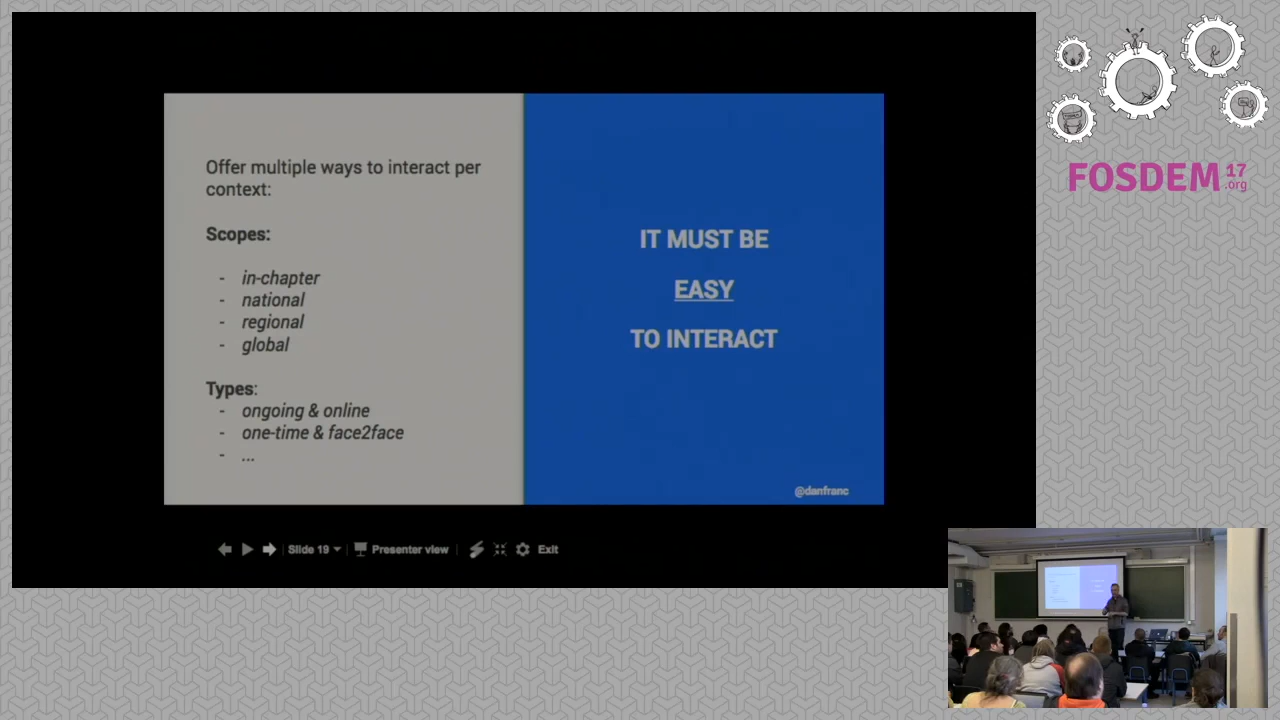 Offer multiple ways to interact per
context:
Scopes:
- in-chapter
- national
- regional
- global
Types:
- ongoing & online
- one-time & face2face
- ...
IT MUST BE
EASY
TO INTERACT
@danfranc
Slide 19
Presenter view
Exit
FOSDEM 17
.org